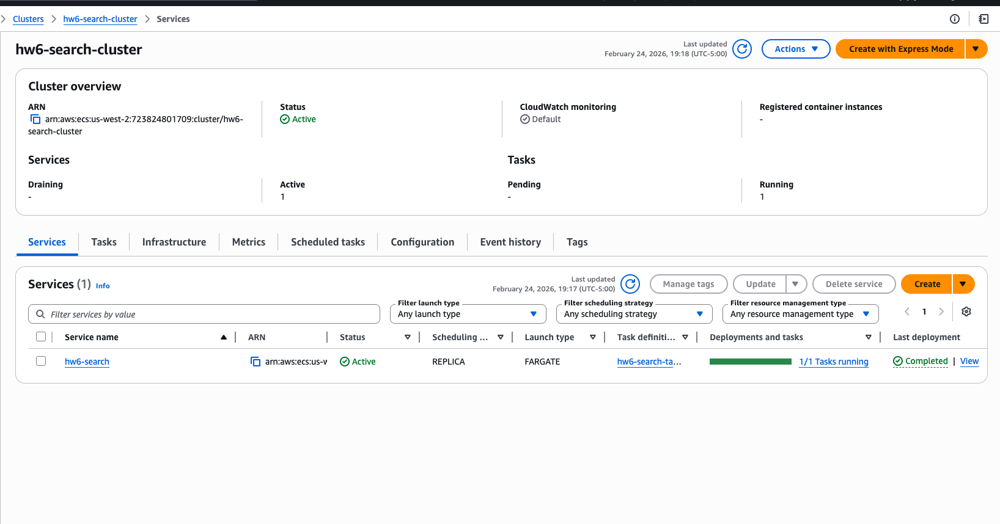 Clusters
hw6-search-cluster
Services
hw6-search-cluster
Last updated
February 24, 2026, 19:18 (UTC-5:00)
Actions
Create with Express Mode
Cluster overview
ARN
arn:aws:ecs:us-west-2:723824801709:cluster/hw6-
search-cluster
Status
Active
CloudWatch monitoring
Default
Registered container instances
-
Services
Tasks
Draining
-
Active
1
Pending
-
Running
1
Services
Tasks
Infrastructure
Metrics
Scheduled tasks
Configuration
Event history
Tags
Services (1) Info
Last updated
February 24, 2026, 19:17 (UTC-5:00)
Manage tags
Update
Delete service
Create
Filter services by value
Filter launch type
Any launch type
Filter scheduling strategy
Any scheduling strategy
Filter resource management type
Any resource management type
1
Service name
ARN
Status
Scheduling ...
Launch type
Task definiti...
Deployments and tasks
Last deployment
hw6-search
arn:aws:ecs:us-w
Active
REPLICA
FARGATE
hw6-search-ta...
1/1 Tasks running
Completed | View